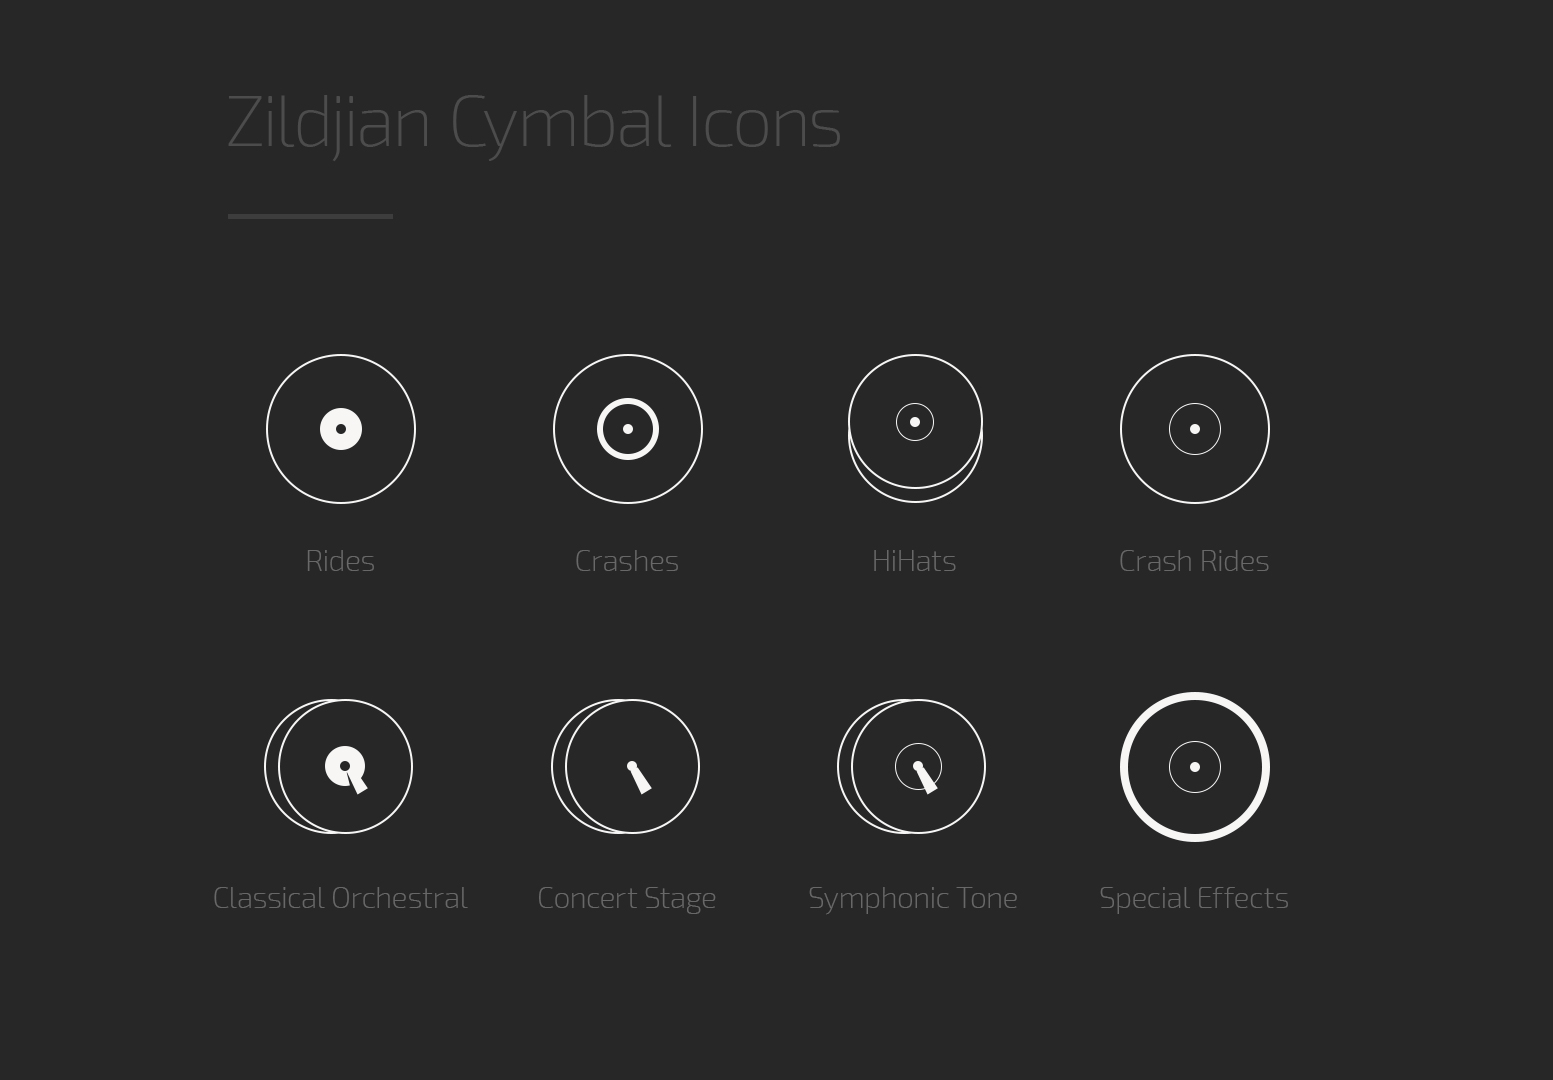 Zildjian Cymbal Icons
Rides
Crashes
HiHats
Crash Rides
Classical Orchestral
Concert Stage
Symphonic Tone
Special Effects